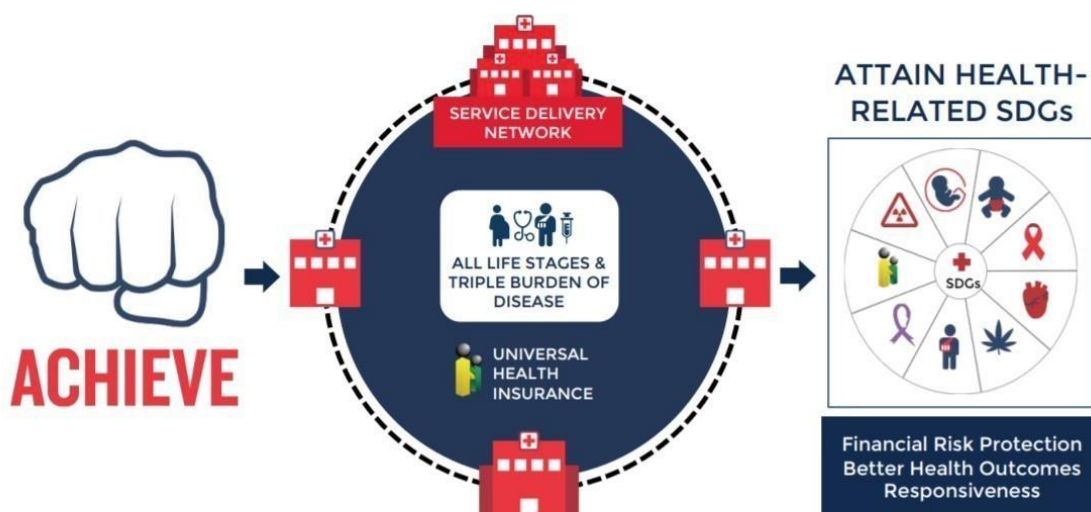 ACHIEVE
SERVICE DELIVERY
NETWORK
ALL LIFE STAGES &
TRIPLE BURDEN OF
DISEASE
UNIVERSAL
HEALTH
INSURANCE
ATTAIN HEALTH-
RELATED SDGs
SDGs
Financial Risk Protection
Better Health Outcomes
Responsiveness